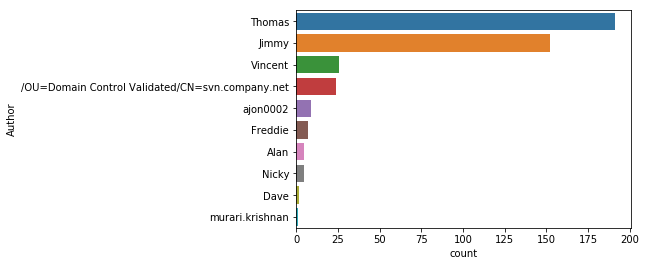 Thomas
Jimmy
Vincent
/OU=Domain Control Validated/CN=svn.company.net
ajon0002
Freddie
Alan
Nicky
Dave
murari.krishnan
Author
0 25 50 75 100 125 150 175 200
count